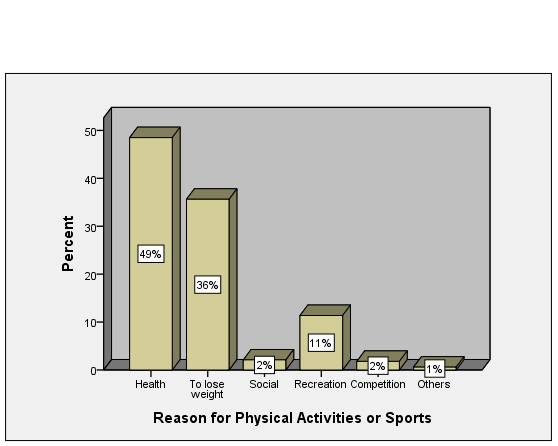 Percent
50
40
30
20
10
0
49%
36%
2%
11%
2%
1%
Health
To lose
weight
Social
Recreation
Competition
Others
Reason for Physical Activities or Sports